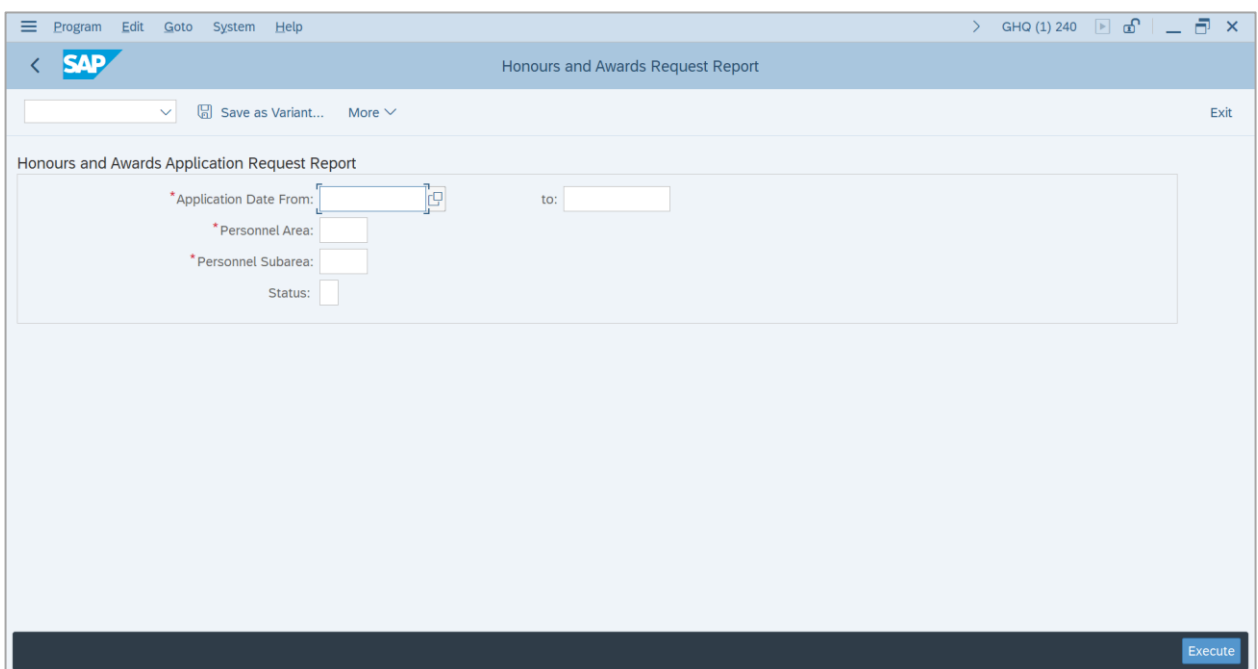 Program Edit Goto System Help GHQ (1) 240
SAP Honours and Awards Request Report
Save as Variant... More Exit
Honours and Awards Application Request Report
*Application Date From: to:
*Personnel Area:
*Personnel Subarea:
Status:
Execute